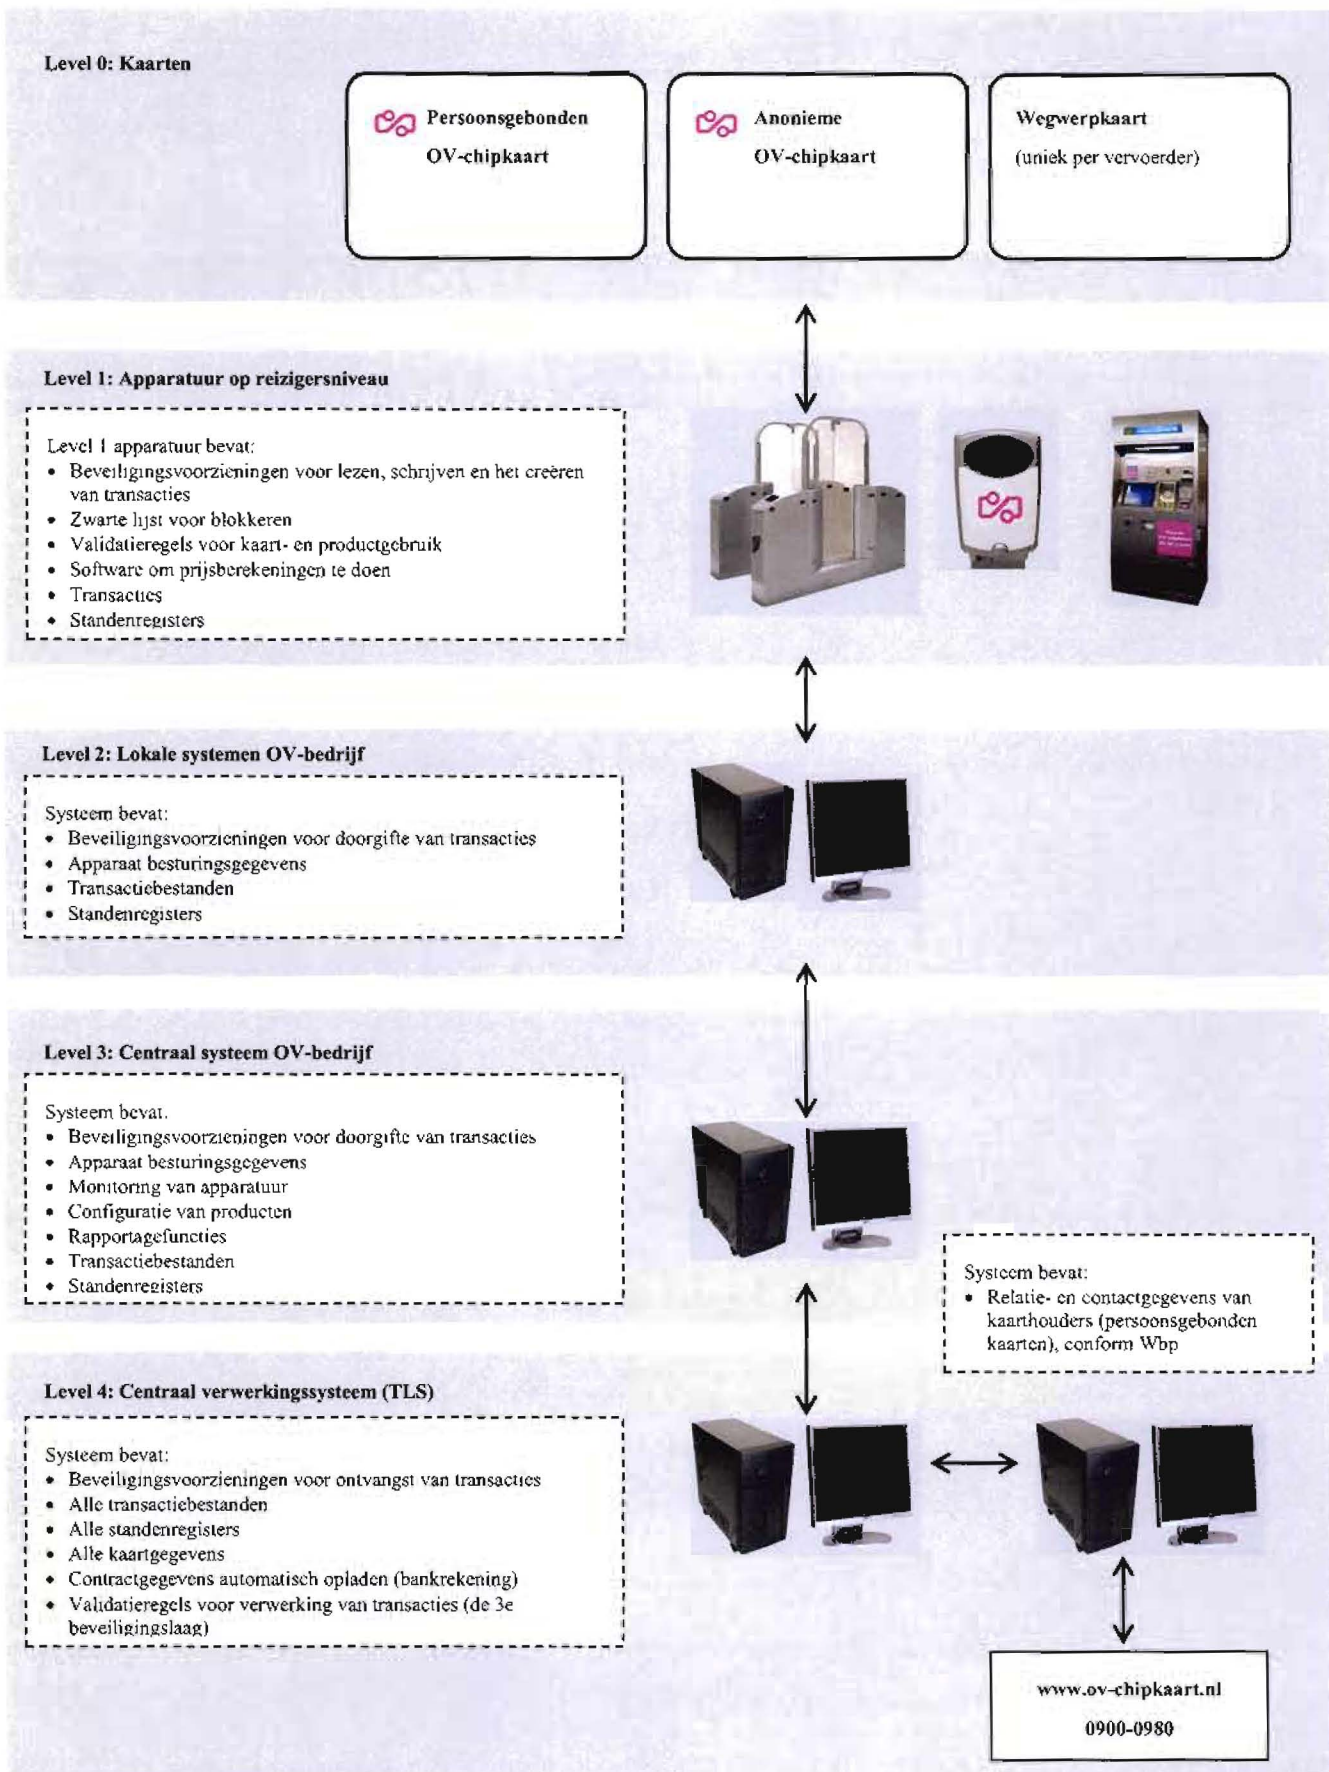 Level 0: Kaarten
Persoonsgebonden
OV-chipkaart
Anonieme
OV-chipkaart
Wegwerpkaart
(uniek per vervoerder)
Level 1: Apparatuur op reizigersniveau
Level 1 apparatuur bevat:
• Beveiligingsvoorzieningen voor lezen, schrijven en het creëren
van transacties
• Zwarte lijst voor blokkeren
• Validatieregels voor kaart- en productgebruik
• Software om prijsberekeningen te doen
• Transacties
• Standenregisters
Level 2: Lokale systemen OV-bedrijf
Systeem bevat:
• Beveiligingsvoorzieningen voor doorgifte van transacties
• Apparaat besturingsgegevens
• Transactiebestanden
• Standenregisters
Level 3: Centraal systeem OV-bedrijf
Systeem bevat.
• Beveiligingsvoorzieningen voor doorgifte van transacties
• Apparaat besturingsgegevens
• Monitoring van apparatuur
• Configuratie van producten
• Rapportagefuncties
• Transactiebestanden
• Standenregisters
Systeem bevat:
• Relatie- en contactgegevens van
kaarthouders (persoonsgebonden
kaarten), conform Wbp
Level 4: Centraal verwerkingssysteem (TLS)
Systeem bevat:
• Beveiligingsvoorzieningen voor ontvangst van transacties
• Alle transactiebestanden
• Alle standenregisters
• Alle kaartgegevens
• Contractgegevens automatisch opladen (bankrekening)
• Validatieregels voor verwerking van transacties (de 3e
beveiligingslaag)
www.ov-chipkaart.nl
0900-0980